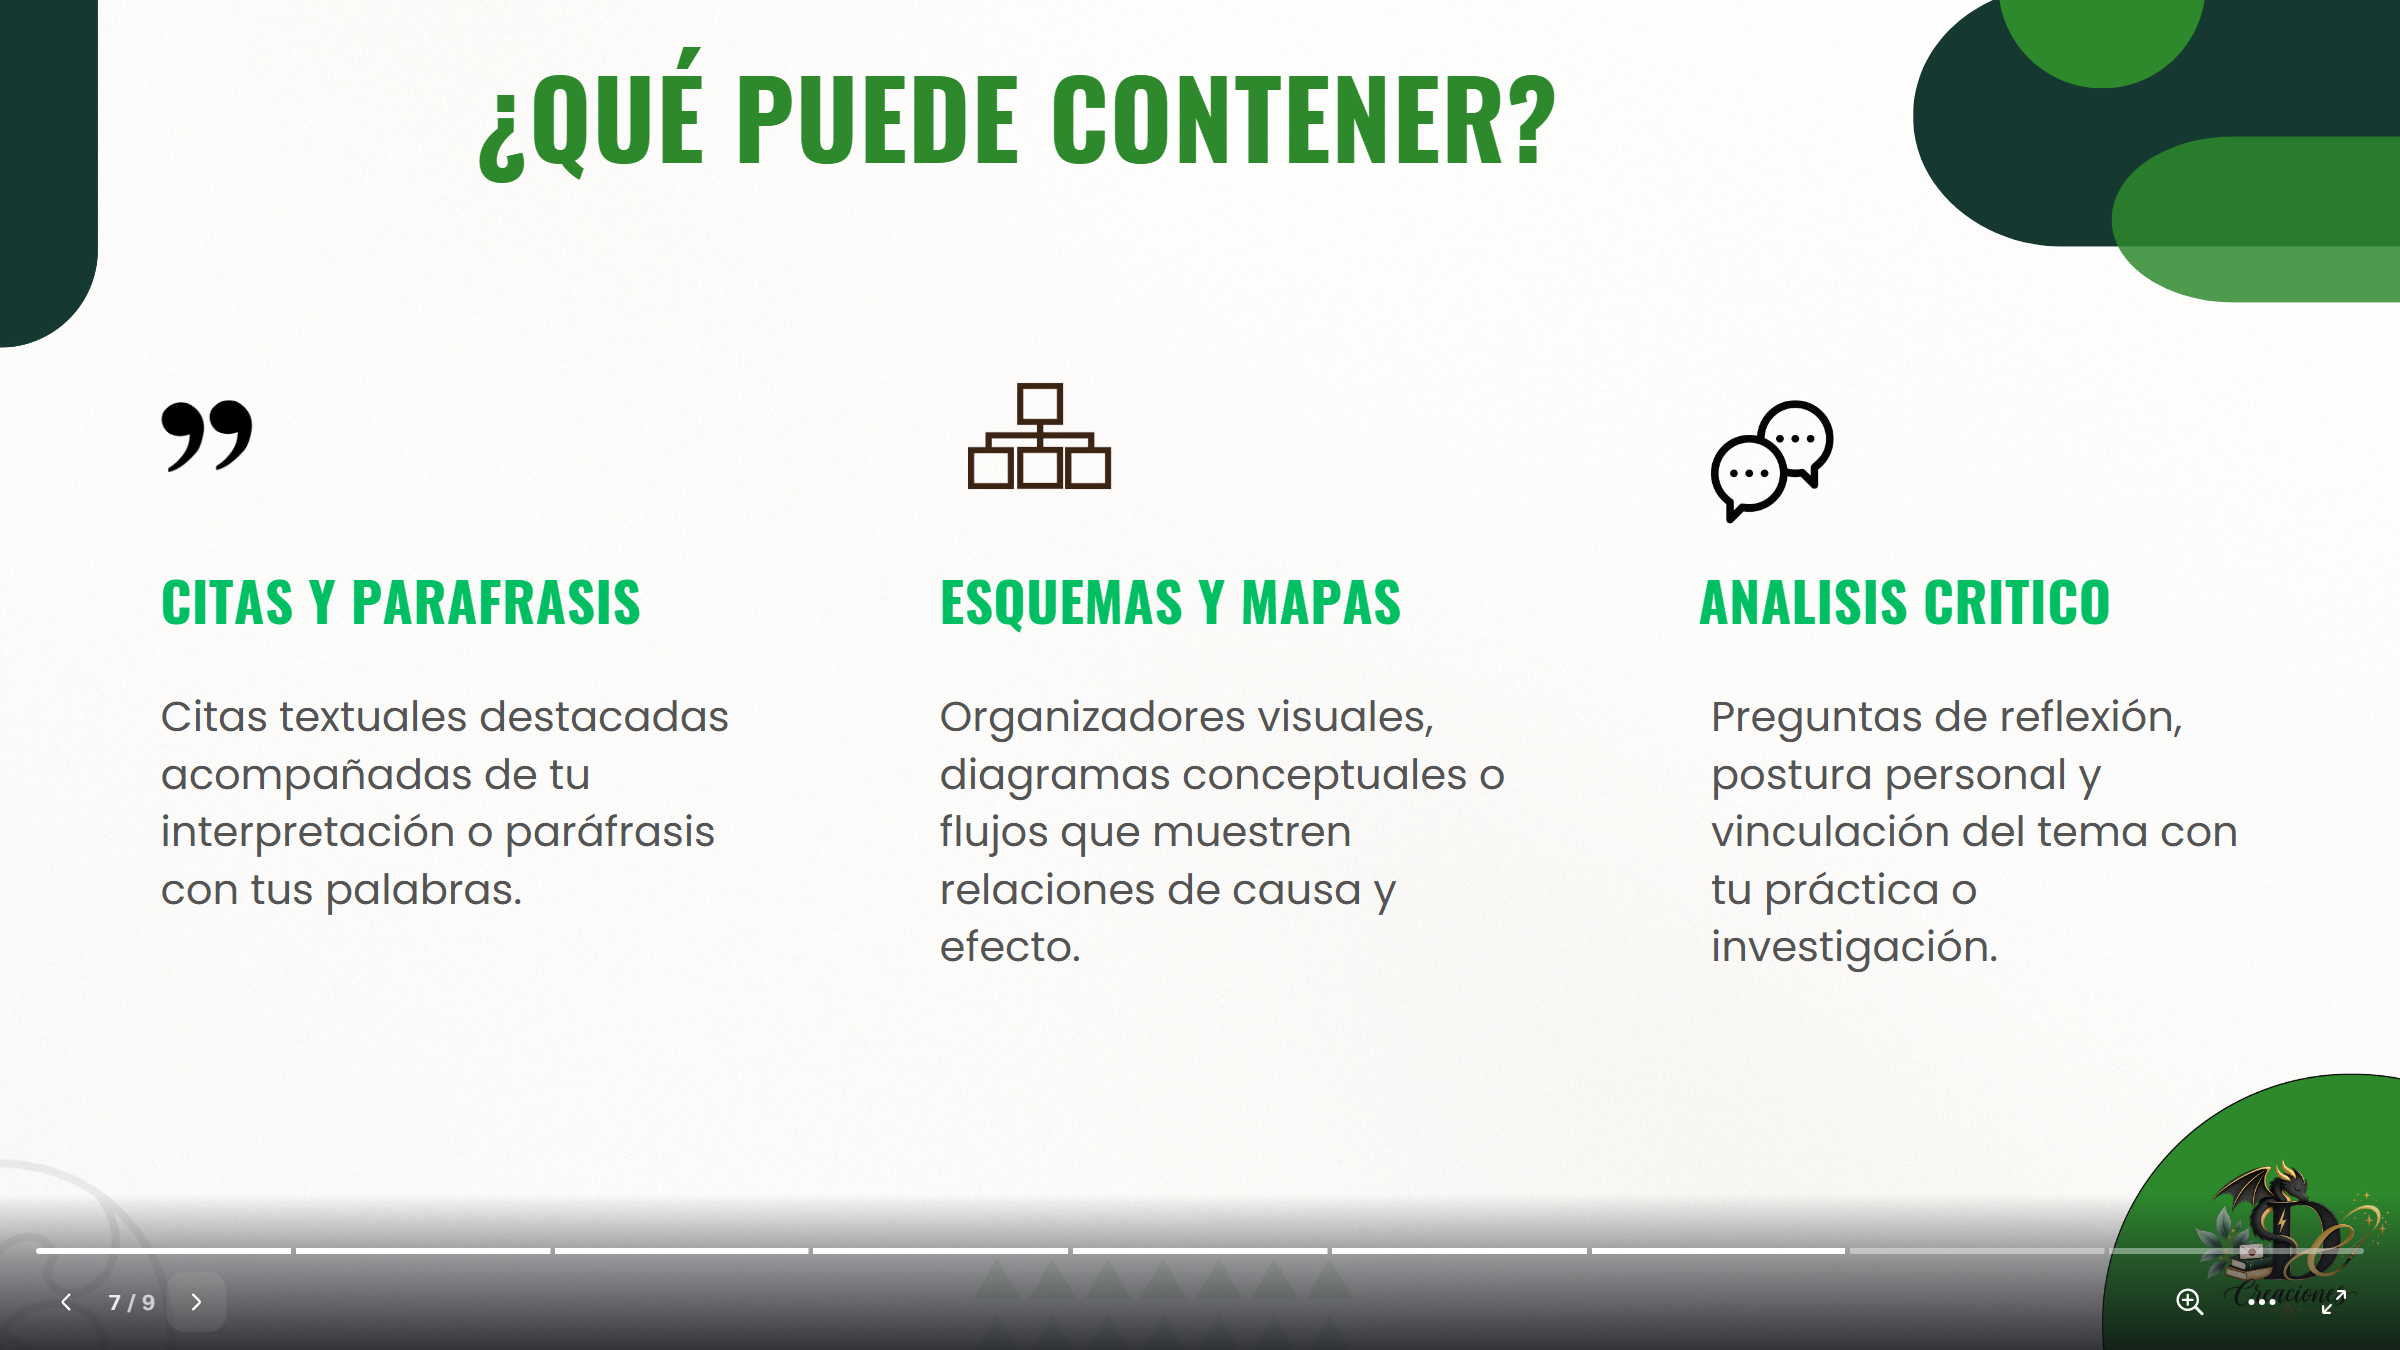 ¿QUÉ PUEDE CONTENER?
CITAS Y PARAFRASIS
Citas textuales destacadas
acompañadas de tu
interpretación o paráfrasis
con tus palabras.
ESQUEMAS Y MAPAS
Organizadores visuales,
diagramas conceptuales o
flujos que muestren
relaciones de causa y
efecto.
ANALISIS CRITICO
Preguntas de reflexión,
postura personal y
vinculación del tema con
tu práctica o
investigación.
7 / 9
DC
Creaciones